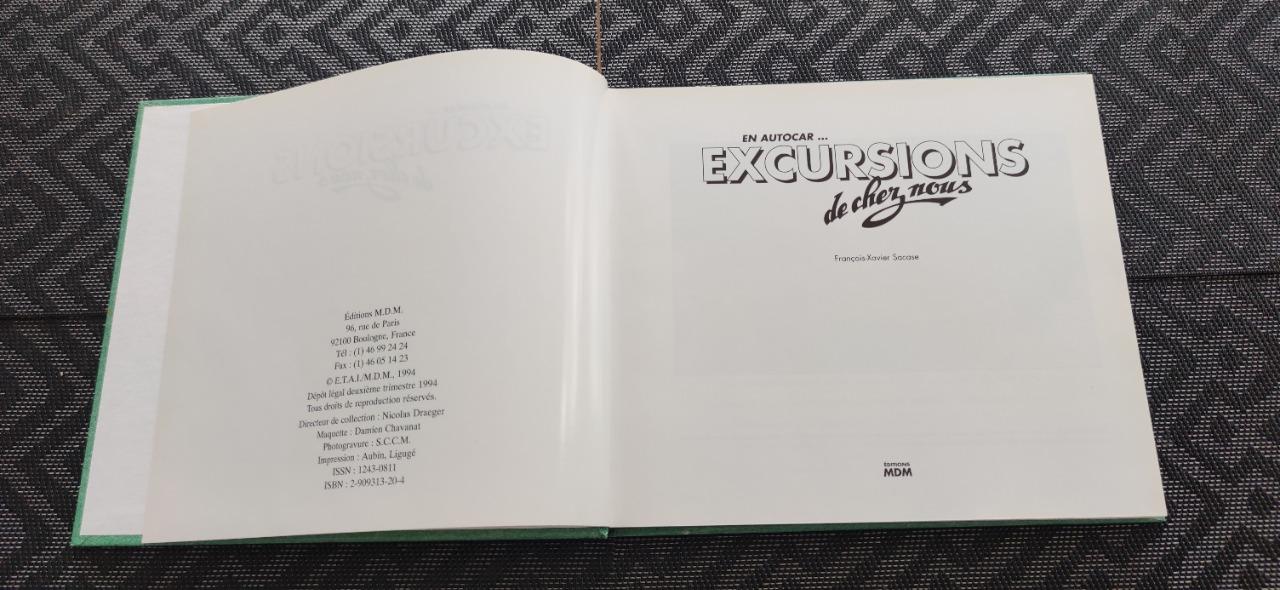 Éditions M.D.M.
96, rue de Paris
92100 Boulogne, France
Tél : (1) 46 99 24 24
Fax : (1) 46 05 14 23
© E.T.A.I./M.D.M., 1994
Dépôt légal deuxième trimestre 1994
Tous droits de reproduction réservés.
Directeur de collection : Nicolas Draeger
Maquette : Damien Chavanat
Photogravure : S.C.C.M.
Impression : Aubin, Ligugé
ISSN : 1243-0811
ISBN : 2-909313-20-4
EN AUTOCAR ...
EXCURSIONS
de chez nous
François-Xavier Sacase
ÉDITIONS
MDM